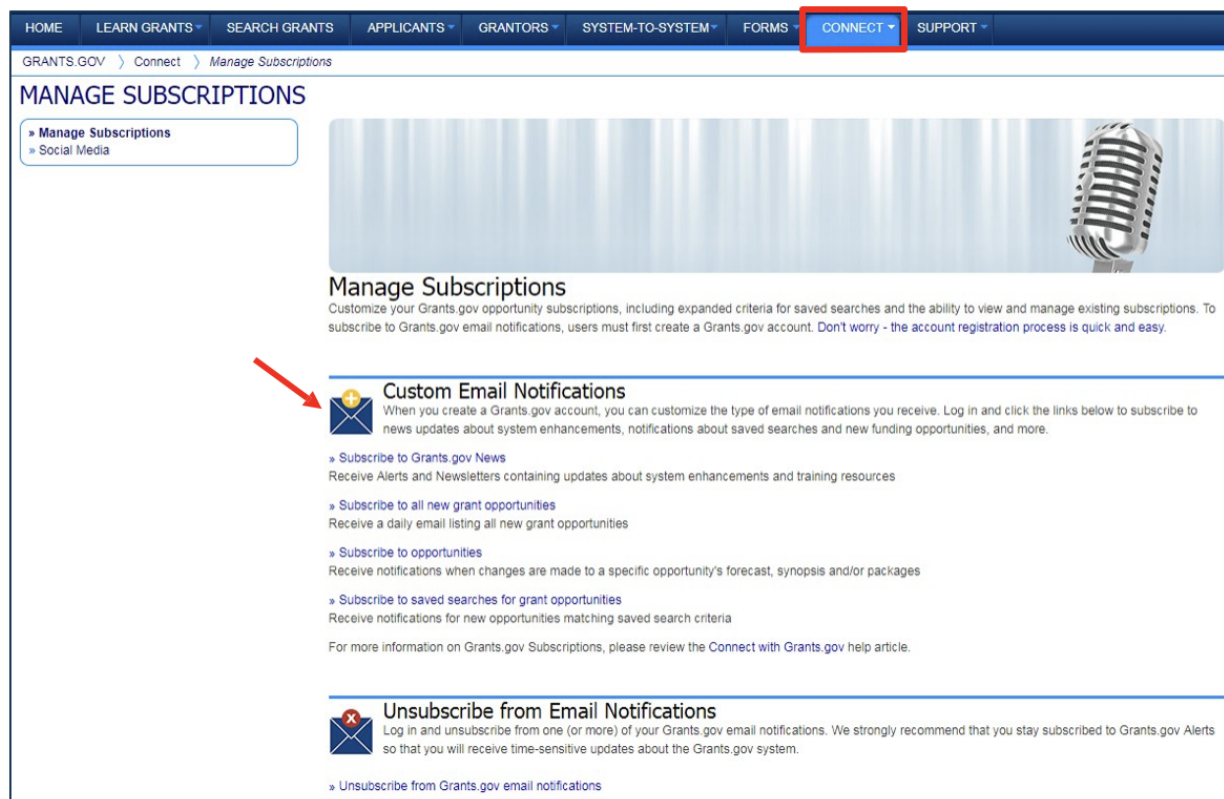 HOME LEARN GRANTS SEARCH GRANTS APPLICANTS GRANTORS SYSTEM-TO-SYSTEM FORMS CONNECT SUPPORT
GRANTS.GOV 〉 Connect 〉 Manage Subscriptions
MANAGE SUBSCRIPTIONS
» Manage Subscriptions
» Social Media
Manage Subscriptions
Customize your Grants.gov opportunity subscriptions, including expanded criteria for saved searches and the ability to view and manage existing subscriptions. To
subscribe to Grants.gov email notifications, users must first create a Grants.gov account. Don't worry - the account registration process is quick and easy.
Custom Email Notifications
When you create a Grants.gov account, you can customize the type of email notifications you receive. Log in and click the links below to subscribe to
news updates about system enhancements, notifications about saved searches and new funding opportunities, and more.
» Subscribe to Grants.gov News
Receive Alerts and Newsletters containing updates about system enhancements and training resources
» Subscribe to all new grant opportunities
Receive a daily email listing all new grant opportunities
» Subscribe to opportunities
Receive notifications when changes are made to a specific opportunity's forecast, synopsis and/or packages
» Subscribe to saved searches for grant opportunities
Receive notifications for new opportunities matching saved search criteria
For more information on Grants.gov Subscriptions, please review the Connect with Grants.gov help article.
Unsubscribe from Email Notifications
Log in and unsubscribe from one (or more) of your Grants.gov email notifications. We strongly recommend that you stay subscribed to Grants.gov Alerts
so that you will receive time-sensitive updates about the Grants.gov system.
» Unsubscribe from Grants.gov email notifications